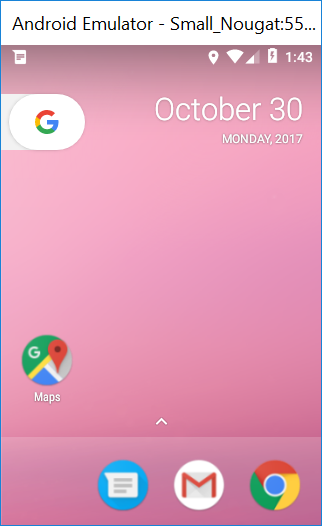 Android Emulator - Small_Nougat:55...
1:43
G
October 30
MONDAY, 2017
G
Maps